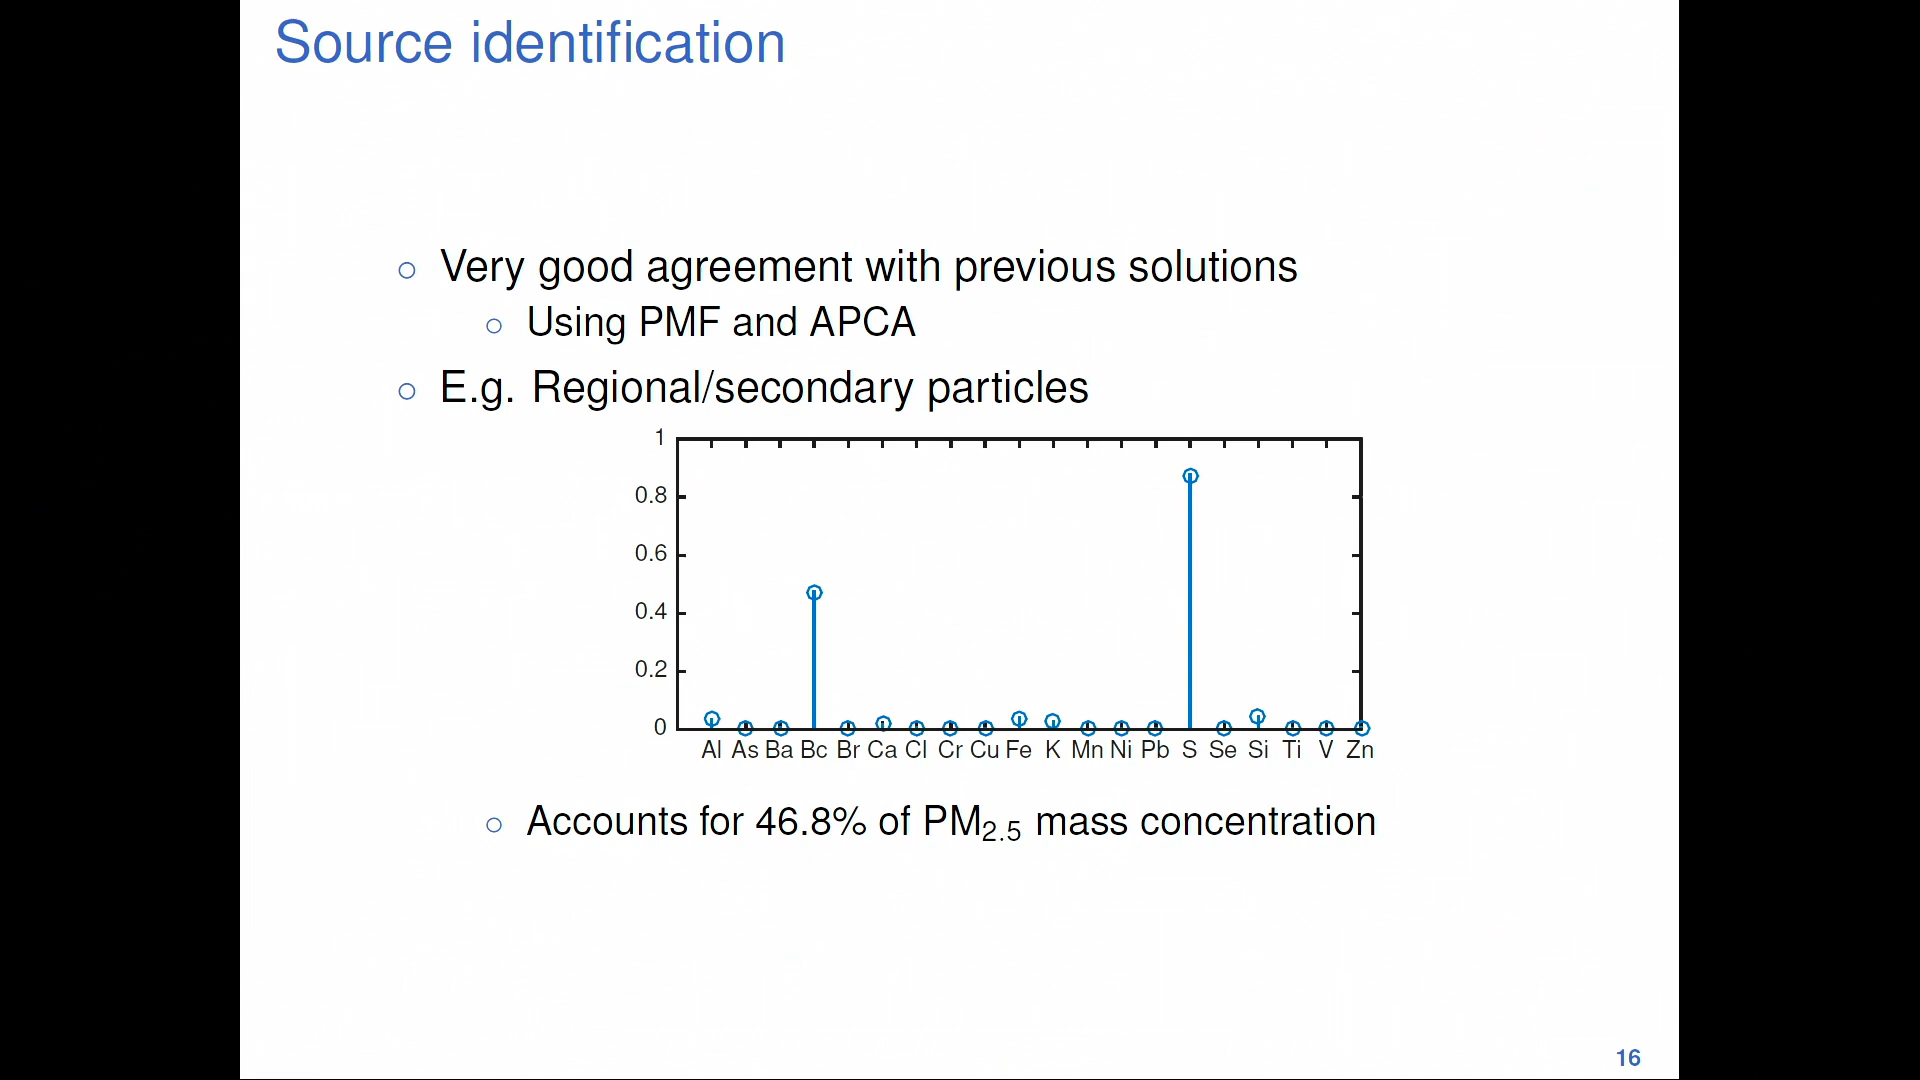 Source identification
○ Very good agreement with previous solutions
○ Using PMF and APCA
○ E.g. Regional/secondary particles
1
0.8
0.6
0.4
0.2
0
Al As Ba Bc Br Ca Cl Cr Cu Fe K Mn Ni Pb S Se Si Ti V Zn
○ Accounts for 46.8% of PM₂.₅ mass concentration
16